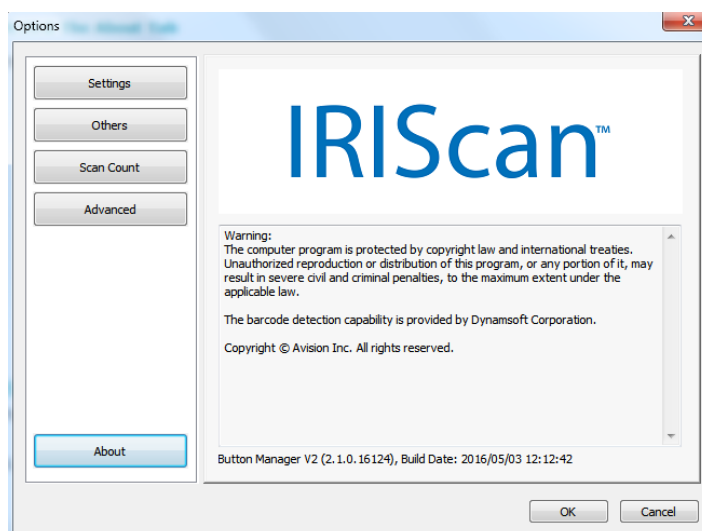 Options
Settings
Others
Scan Count
Advanced
About
IRIScan™
Warning:
The computer program is protected by copyright law and international treaties.
Unauthorized reproduction or distribution of this program, or any portion of it, may
result in severe civil and criminal penalties, to the maximum extent under the
applicable law.
The barcode detection capability is provided by Dynamsoft Corporation.
Copyright © Avision Inc. All rights reserved.
Button Manager V2 (2.1.0.16124), Build Date: 2016/05/03 12:12:42
OK
Cancel